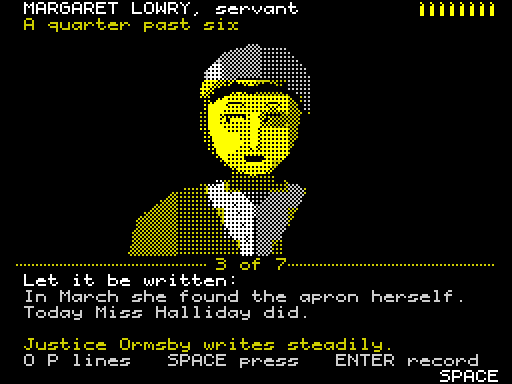 MARGARET LOWRY, servant
A quarter past six
3 of 7
Let it be written:
In March she found the apron herself.
Today Miss Halliday did.
Justice Ormsby writes steadily.
O P lines   SPACE press   ENTER record
SPACE